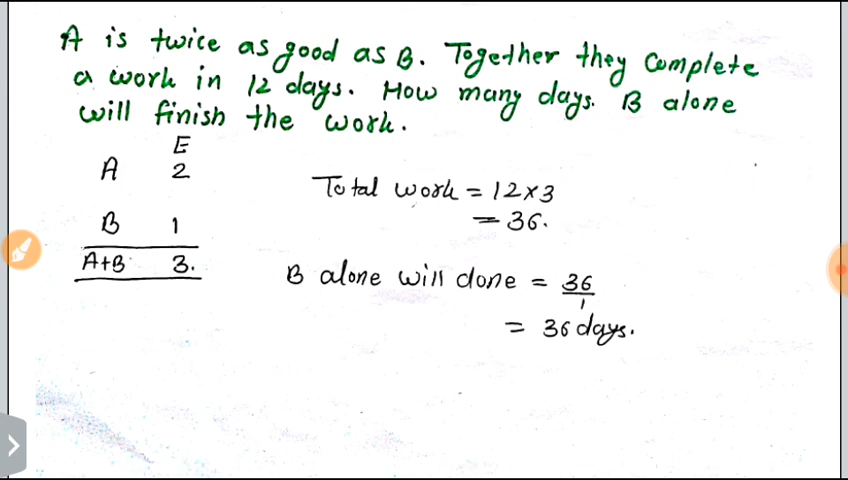 A is twice as good as B. Together they complete
a work in 12 days. How many days. B alone
will finish the work.
E
A 2
B 1
A+B 3.
Total work = 12×3
= 36.
B alone will done = 36/1
= 36 days.